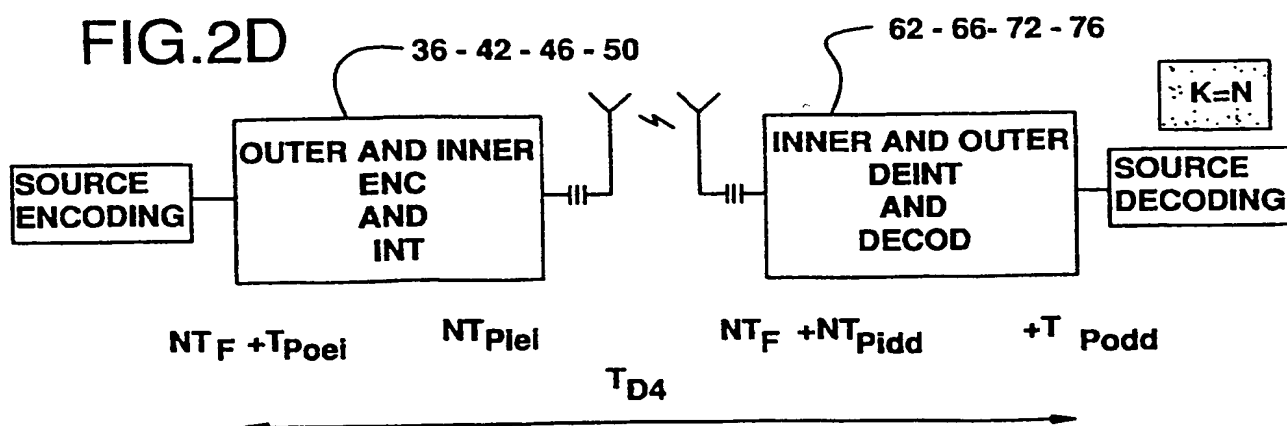 FIG.2D
36 - 42 - 46 - 50
62 - 66- 72 - 76
K=N
SOURCE
ENCODING
OUTER AND INNER
ENC
AND
INT
INNER AND OUTER
DEINT
AND
DECOD
SOURCE
DECODING
NTF +TPoei
NTPiei
NTF +NTPidd
+T Podd
TD4